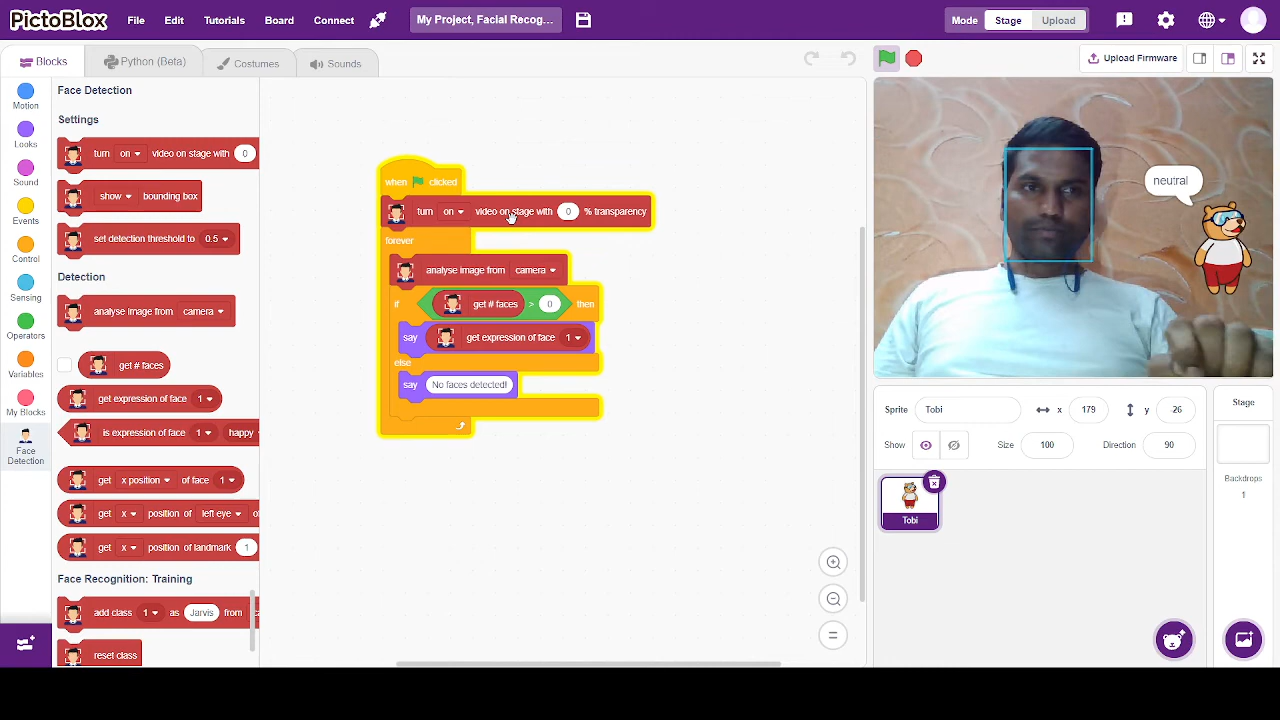 PictoBlox File Edit Tutorials Board Connect My Project, Facial Recog... Mode Stage Upload
Blocks Python (Beta) Costumes Sounds Upload Firmware
Motion
Looks
Sound
Events
Control
Sensing
Operators
Variables
My Blocks
Face
Detection
Face Detection
Settings
turn on video on stage with 0
show bounding box
set detection threshold to 0.5
Detection
analyse image from camera
get # faces
get expression of face 1
is expression of face 1 happy
get x position of face 1
get x position of left eye of
get x position of landmark 1
Face Recognition: Training
add class 1 as Jarvis from
reset class
when clicked
turn on video on stage with 0 % transparency
forever
analyse image from camera
if get # faces > 0 then
say get expression of face 1
else
say No faces detected!
neutral
Sprite Tobi x 179 y -26
Show Size 100 Direction 90
Tobi
Stage
Backdrops
1